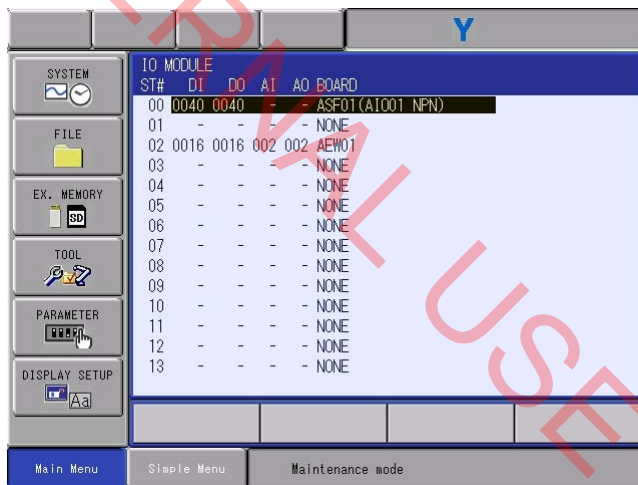 Y
SYSTEM
FILE
EX. MEMORY
SD
TOOL
PARAMETER
DISPLAY SETUP
Aa
IO MODULE
ST# DI DO AI AO BOARD
00 0040 0040 - - ASF01(AIO01 NPN)
01 - - - - NONE
02 0016 0016 002 002 AEW01
03 - - - - NONE
04 - - - - NONE
05 - - - - NONE
06 - - - - NONE
07 - - - - NONE
08 - - - - NONE
09 - - - - NONE
10 - - - - NONE
11 - - - - NONE
12 - - - - NONE
13 - - - - NONE
Main Menu
Simple Menu
Maintenance mode
ERNAL USE